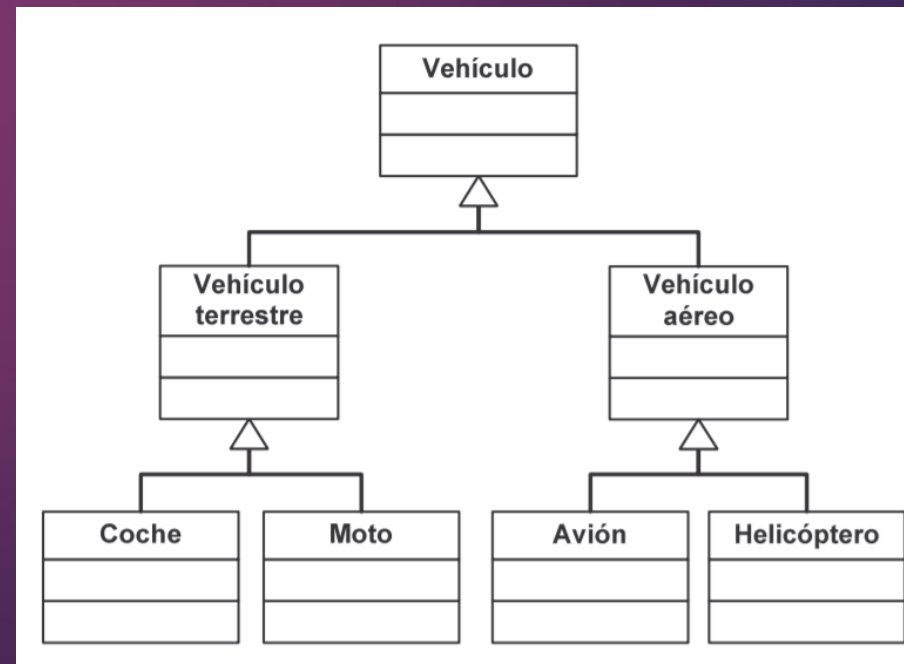 Vehículo
Vehículo
terrestre
Vehículo
aéreo
Coche
Moto
Avión
Helicóptero